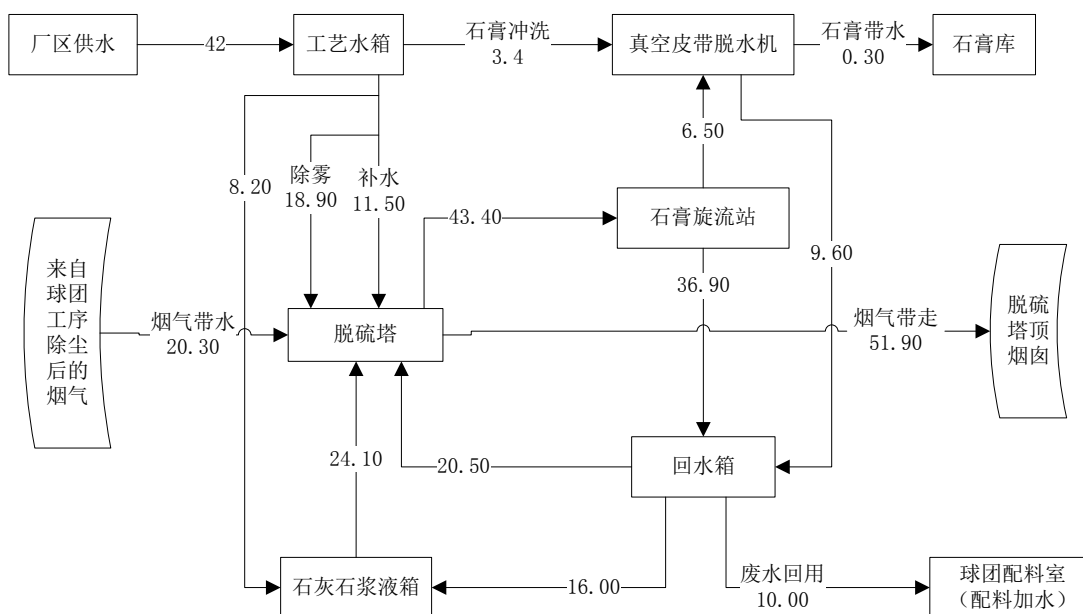 厂区供水
42
工艺水箱
石膏冲洗
3.4
真空皮带脱水机
石膏带水
0.30
石膏库
8.20
除雾
18.90
补水
11.50
6.50
43.40
石膏旋流站
9.60
36.90
来自
球团
工序
除尘
后的
烟气
烟气带水
20.30
脱硫塔
烟气带走
51.90
脱硫
塔顶
烟囱
24.10
20.50
回水箱
石灰石浆液箱
16.00
废水回用
10.00
球团配料室
（配料加水）